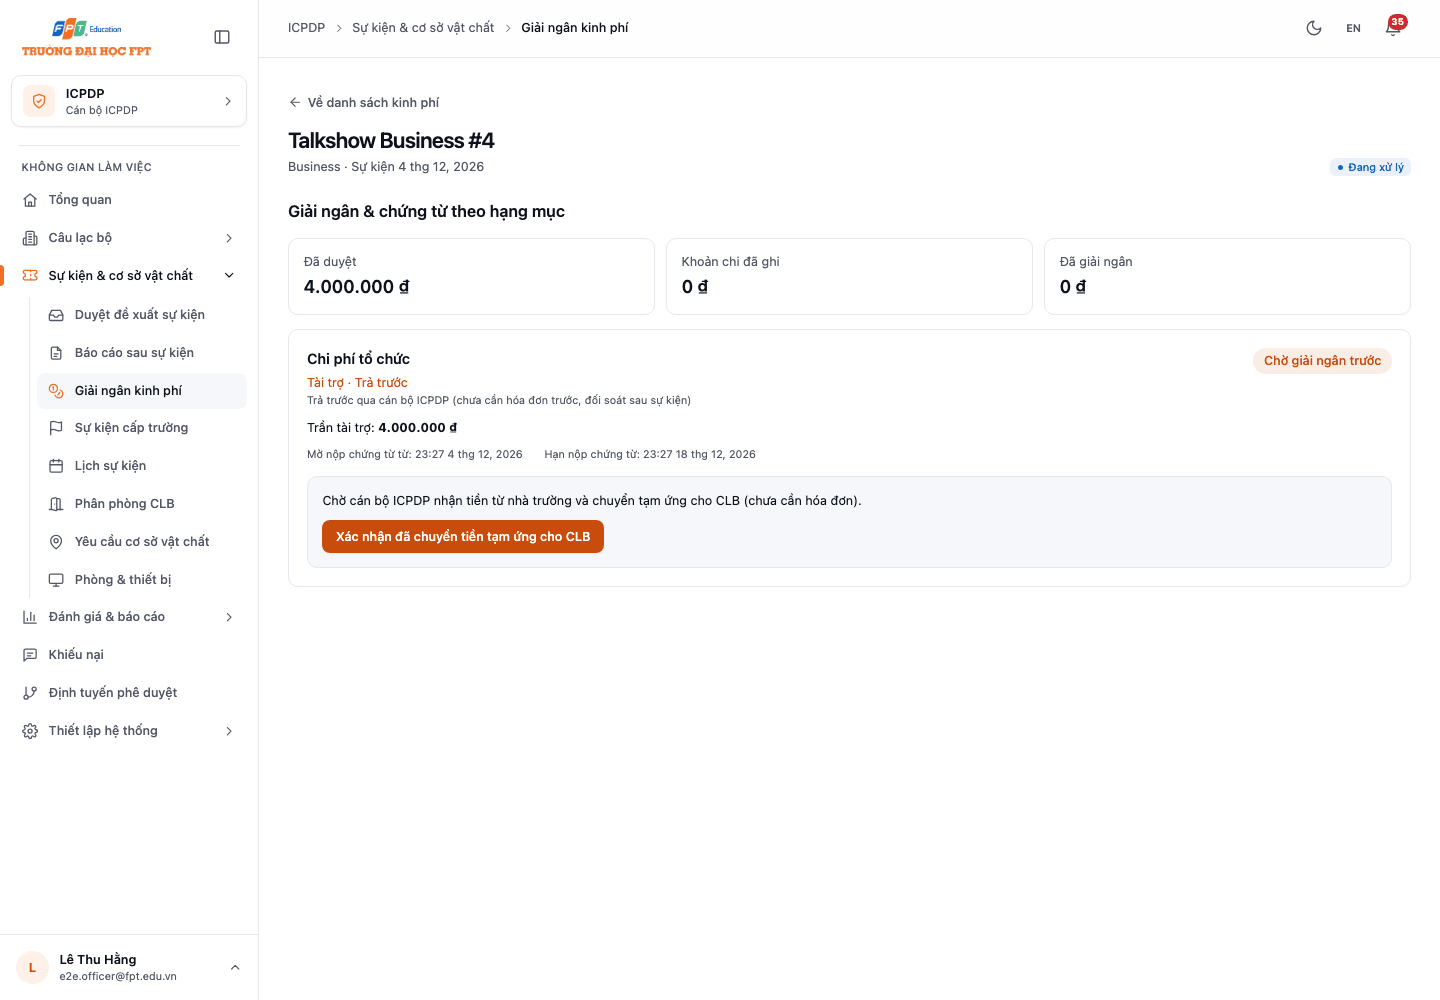 FPT Education
TRƯỜNG ĐẠI HỌC FPT
ICPDP
Cán bộ ICPDP
KHÔNG GIAN LÀM VIỆC
Tổng quan
Câu lạc bộ
Sự kiện & cơ sở vật chất
Duyệt đề xuất sự kiện
Báo cáo sau sự kiện
Giải ngân kinh phí
Sự kiện cấp trường
Lịch sự kiện
Phân phòng CLB
Yêu cầu cơ sở vật chất
Phòng & thiết bị
Đánh giá & báo cáo
Khiếu nại
Định tuyến phê duyệt
Thiết lập hệ thống
L
Lê Thu Hằng
e2e.officer@fpt.edu.vn
ICPDP > Sự kiện & cơ sở vật chất > Giải ngân kinh phí
EN
35
← Về danh sách kinh phí
Talkshow Business #4
Business · Sự kiện 4 thg 12, 2026
Đang xử lý
Giải ngân & chứng từ theo hạng mục
Đã duyệt
4.000.000 ₫
Khoản chi đã ghi
0 ₫
Đã giải ngân
0 ₫
Chi phí tổ chức
Chờ giải ngân trước
Tài trợ · Trả trước
Trả trước qua cán bộ ICPDP (chưa cần hóa đơn trước, đối soát sau sự kiện)
Trần tài trợ: 4.000.000 ₫
Mở nộp chứng từ từ: 23:27 4 thg 12, 2026 Hạn nộp chứng từ: 23:27 18 thg 12, 2026
Chờ cán bộ ICPDP nhận tiền từ nhà trường và chuyển tạm ứng cho CLB (chưa cần hóa đơn).
Xác nhận đã chuyển tiền tạm ứng cho CLB